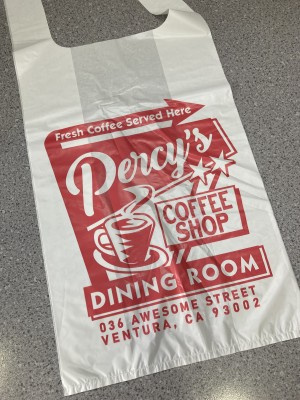 Fresh Coffee Served Here
Percy's
COFFEE
SHOP
DINING ROOM
036 AWESOME STREET
VENTURA, CA 93002